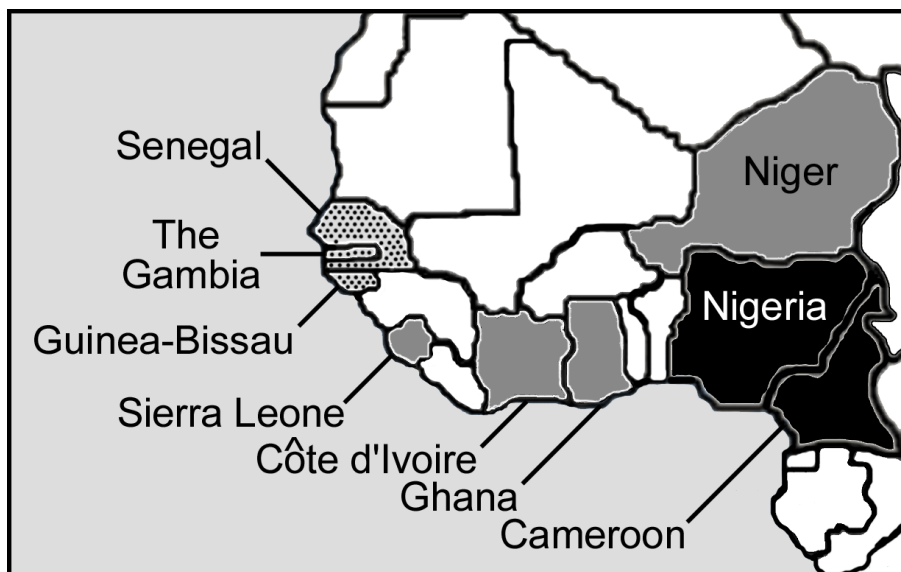 Senegal
Niger
The
Gambia
Nigeria
Guinea-Bissau
Sierra Leone
Côte d'Ivoire
Ghana
Cameroon